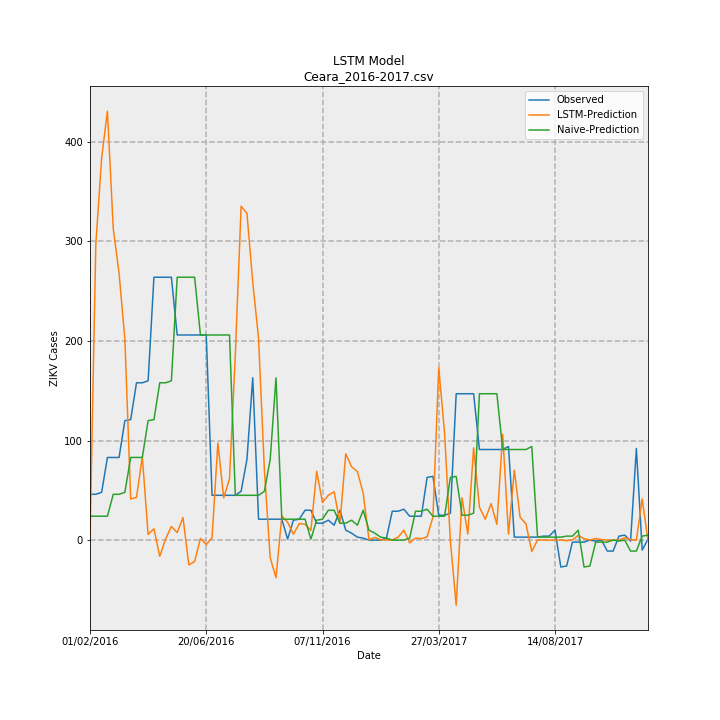 LSTM Model
Ceara_2016-2017.csv
Observed
LSTM-Prediction
Naive-Prediction
400
300
200
100
0
ZIKV Cases
01/02/2016 20/06/2016 07/11/2016 27/03/2017 14/08/2017
Date